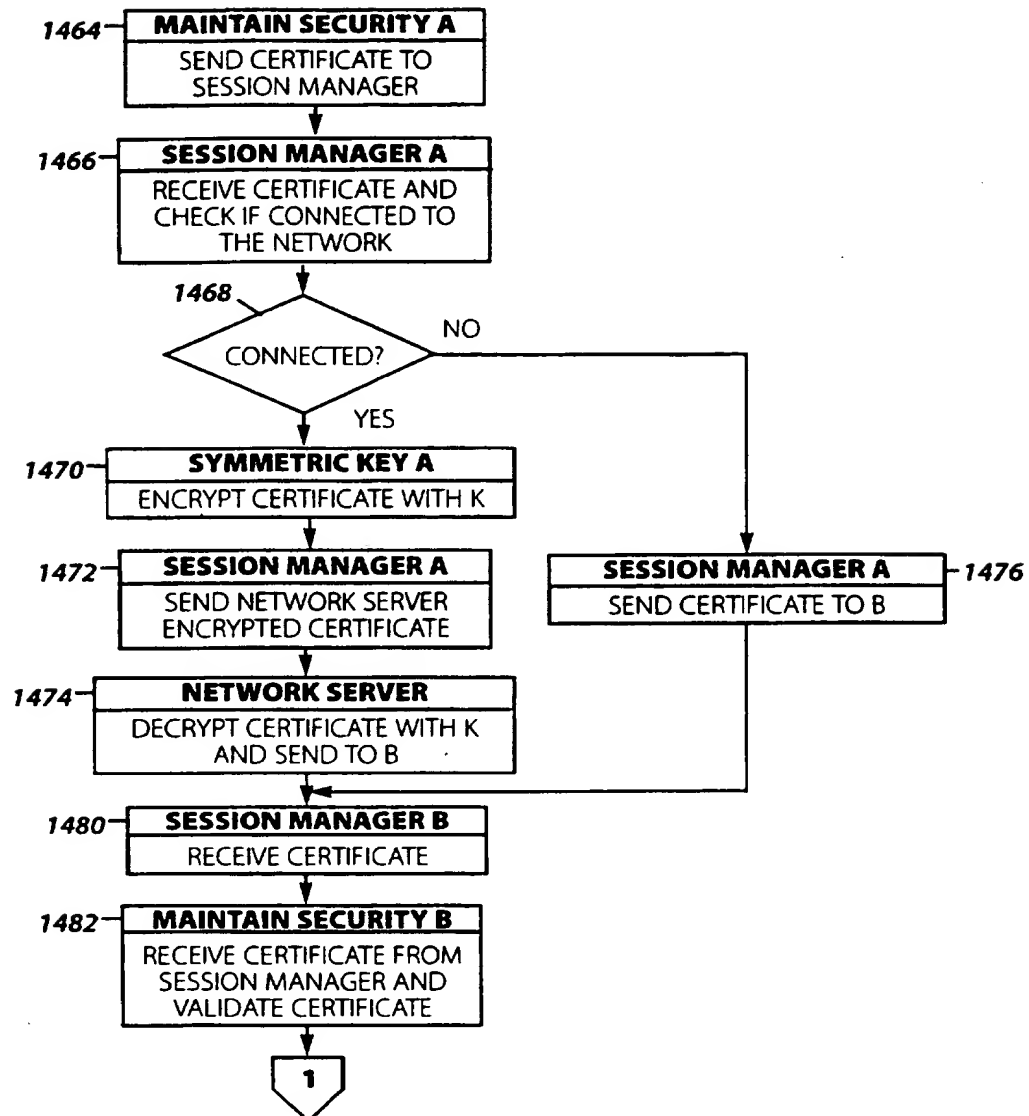 1464
MAINTAIN SECURITY A
SEND CERTIFICATE TO
SESSION MANAGER
1466
SESSION MANAGER A
RECEIVE CERTIFICATE AND
CHECK IF CONNECTED TO
THE NETWORK
1468
CONNECTED?
NO
YES
1470
SYMMETRIC KEY A
ENCRYPT CERTIFICATE WITH K
1472
SESSION MANAGER A
SEND NETWORK SERVER
ENCRYPTED CERTIFICATE
SESSION MANAGER A
SEND CERTIFICATE TO B
1476
1474
NETWORK SERVER
DECRYPT CERTIFICATE WITH K
AND SEND TO B
1480
SESSION MANAGER B
RECEIVE CERTIFICATE
1482
MAINTAIN SECURITY B
RECEIVE CERTIFICATE FROM
SESSION MANAGER AND
VALIDATE CERTIFICATE
1